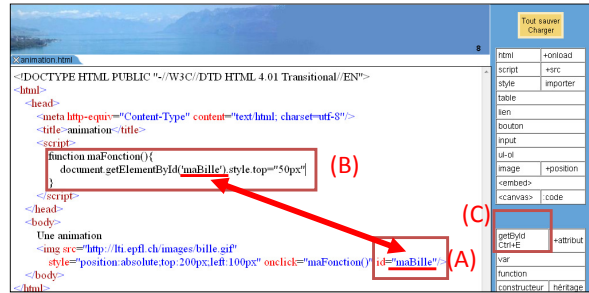 Tout sauver
Charger
8
animation.html
<!DOCTYPE HTML PUBLIC "-//W3C//DTD HTML 4.01 Transitional//EN">
<html>
<head>
<meta http-equiv="Content-Type" content="text/html; charset=utf-8"/>
<title>animation</title>
<script>
function maFonction(){
document.getElementById('maBille').style.top="50px"
}
</script>
</head>
<body>
Une animation
<img src="http://lti.epfl.ch/images/bille.gif"
style="position:absolute;top:200px;left:100px" onclick="maFonction()" id="maBille"/>
</body>
</html>
(B)
(C)
(A)
html +onload
script +src
style importer
table
lien
bouton
input
ul-ol
image +position
<embed>
<canvas> :code
getById
Ctrl+E +attribut
var
function
constructeur héritage